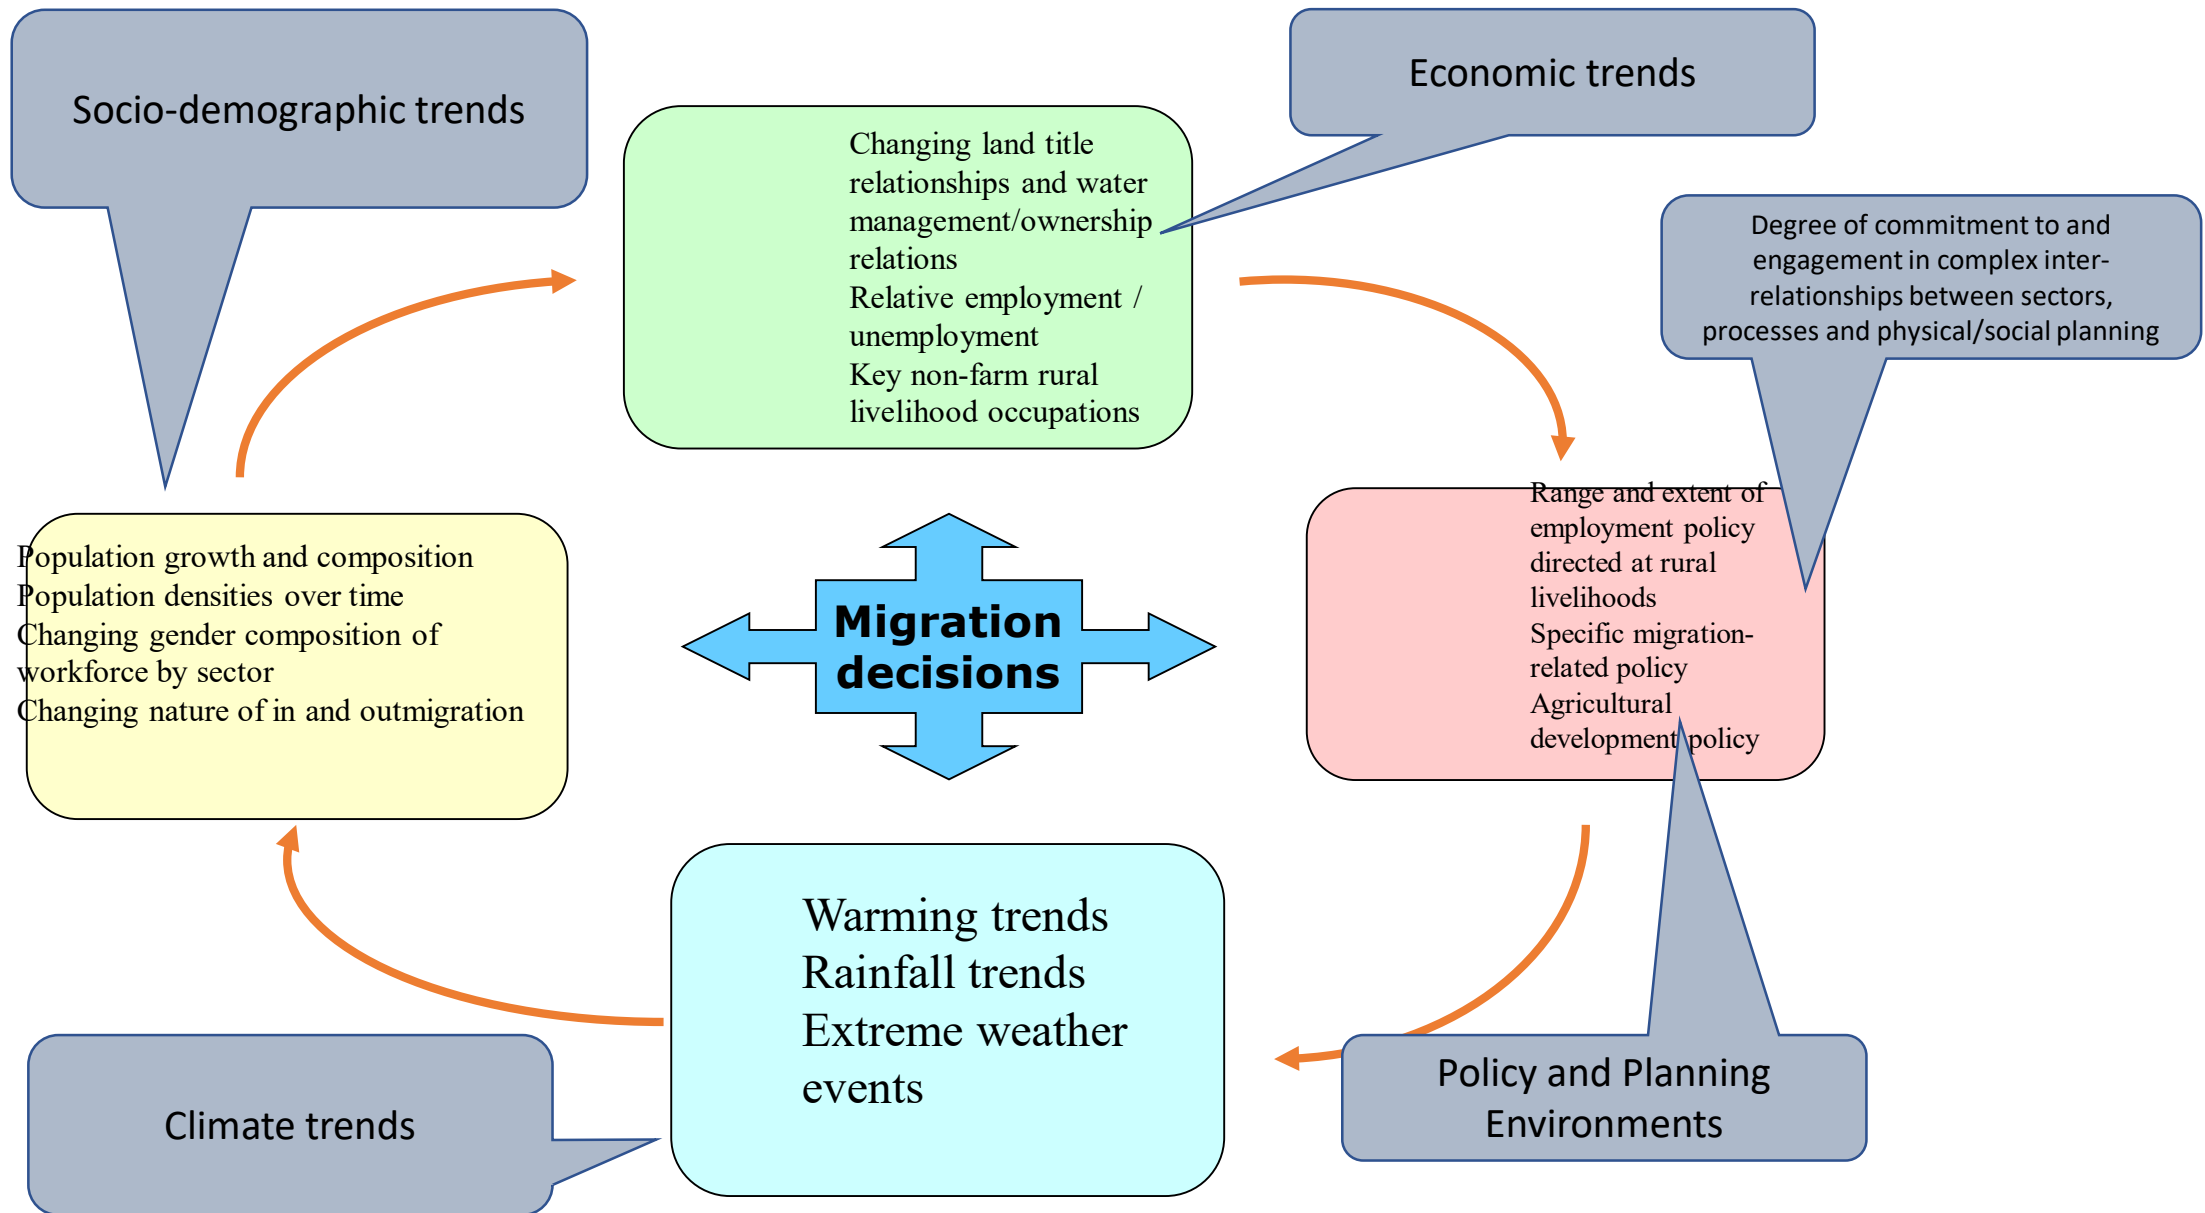 Socio-demographic trends
Economic trends
Changing land title
relationships and water
management/ownership
relations
Relative employment /
unemployment
Key non-farm rural
livelihood occupations
Degree of commitment to and
engagement in complex inter-
relationships between sectors,
processes and physical/social planning
Population growth and composition
Population densities over time
Changing gender composition of
workforce by sector
Changing nature of in and outmigration
Migration
decisions
Range and extent of
employment policy
directed at rural
livelihoods
Specific migration-
related policy
Agricultural
development policy
Warming trends
Rainfall trends
Extreme weather
events
Climate trends
Policy and Planning
Environments